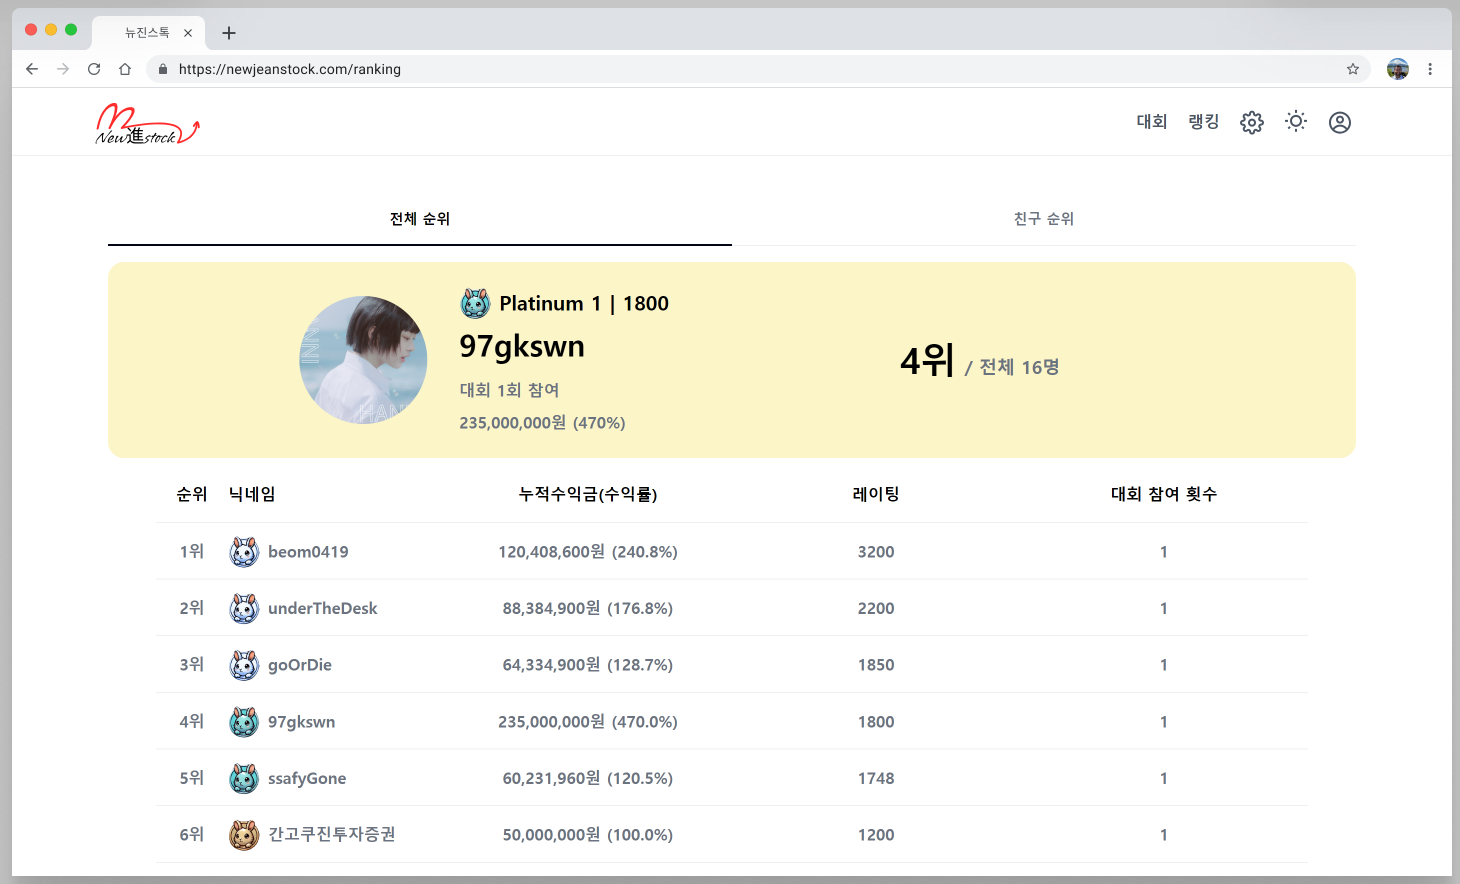 뉴진스톡
https://newjeanstock.com/ranking
New進stock
대회 랭킹
전체 순위 친구 순위
Platinum 1 | 1800
97gkswn
대회 1회 참여
235,000,000원 (470%)
4위 / 전체 16명
INNI
HAN
순위 닉네임 누적수익금(수익률) 레이팅 대회 참여 횟수
1위 beom0419 120,408,600원 (240.8%) 3200 1
2위 underTheDesk 88,384,900원 (176.8%) 2200 1
3위 goOrDie 64,334,900원 (128.7%) 1850 1
4위 97gkswn 235,000,000원 (470.0%) 1800 1
5위 ssafyGone 60,231,960원 (120.5%) 1748 1
6위 간고쿠진투자증권 50,000,000원 (100.0%) 1200 1